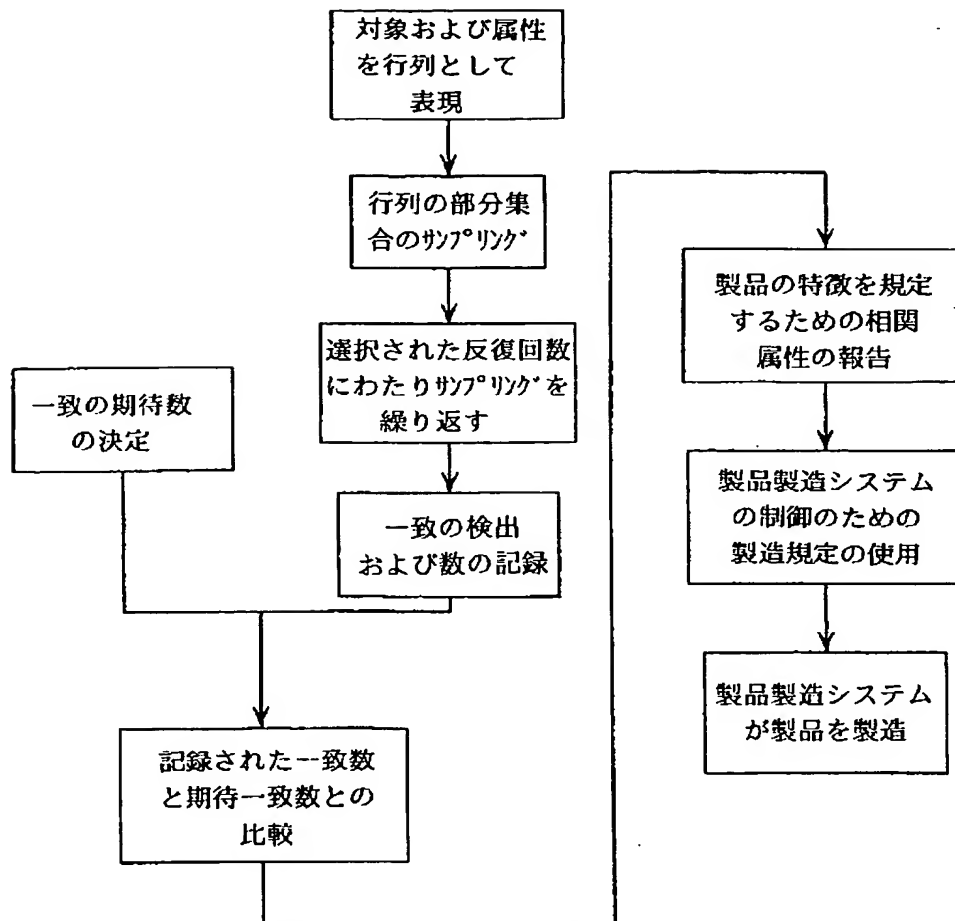 対象および属性
を行列として
表現
行列の部分集
合のｻﾝﾌﾟﾘﾝｸﾞ
選択された反復回数
にわたりｻﾝﾌﾟﾘﾝｸﾞを
繰り返す
一致の期待数
の決定
一致の検出
および数の記録
記録された一致数
と期待一致数との
比較
製品の特徴を規定
するための相関
属性の報告
製品製造システム
の制御のための
製造規定の使用
製品製造システム
が製品を製造